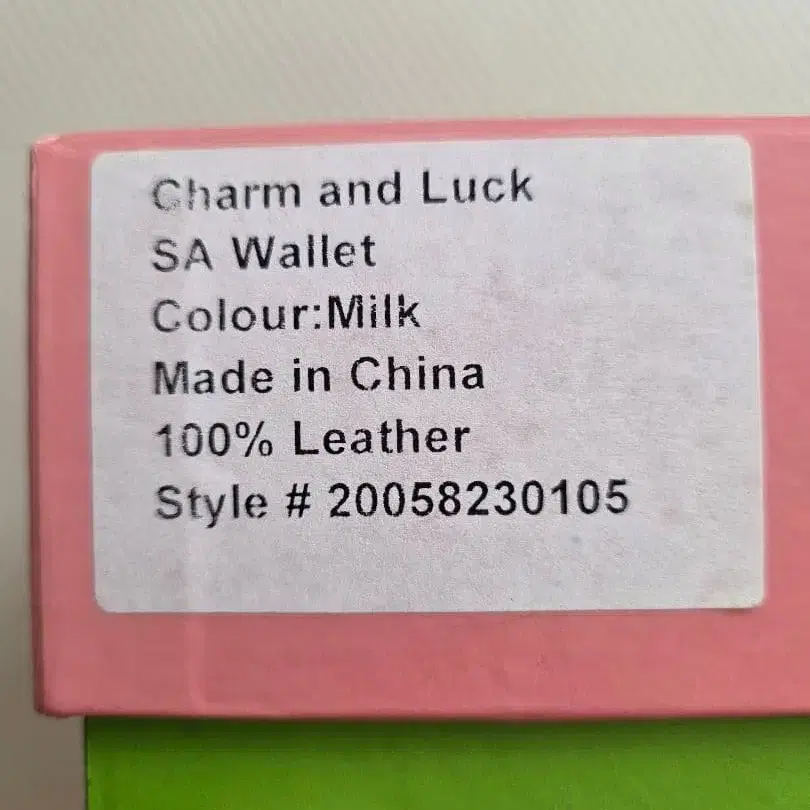 Charm and Luck
SA Wallet
Colour:Milk
Made in China
100% Leather
Style # 20058230105